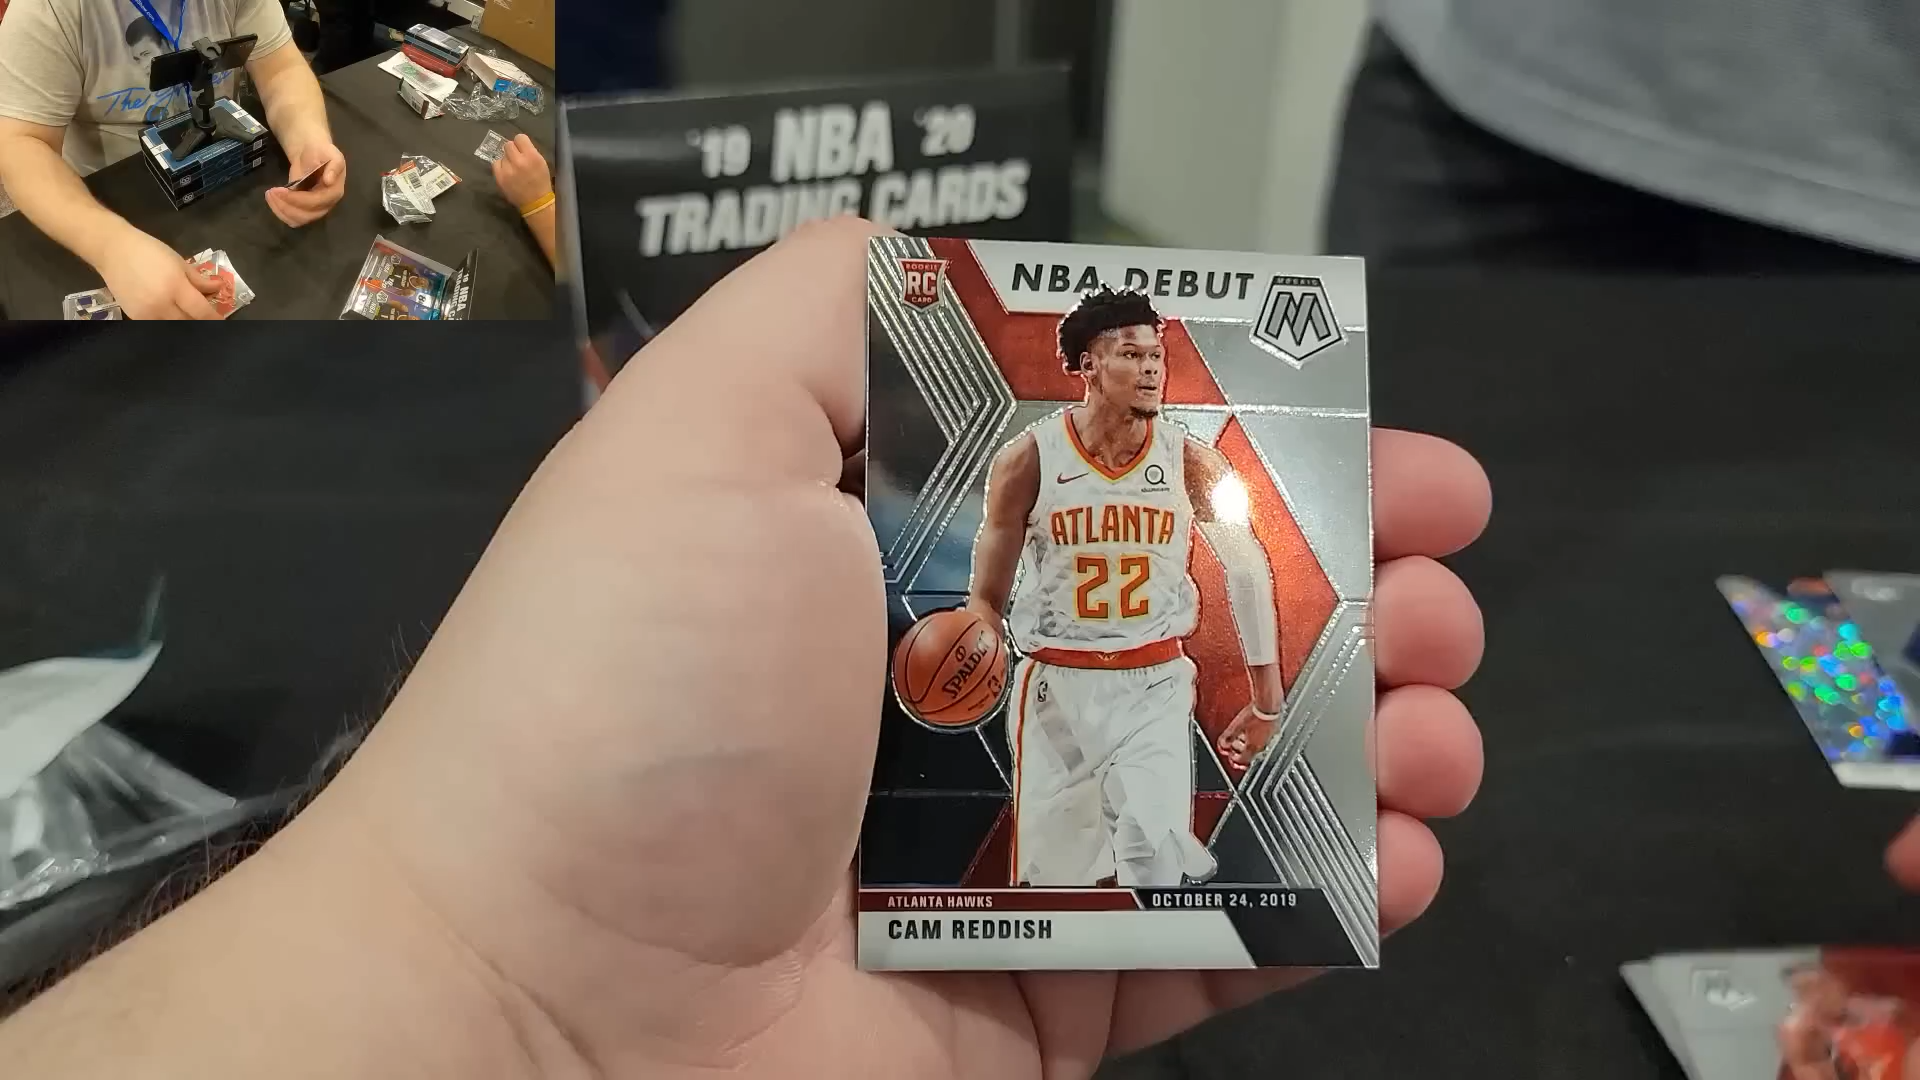 '19 NBA '20
TRADING CARDS
ROOKIE
RC
CARD
NBA DEBUT
MOSAIC
M
ATLANTA
22
SPALDING
ATLANTA HAWKS
OCTOBER 24, 2019
CAM REDDISH
The